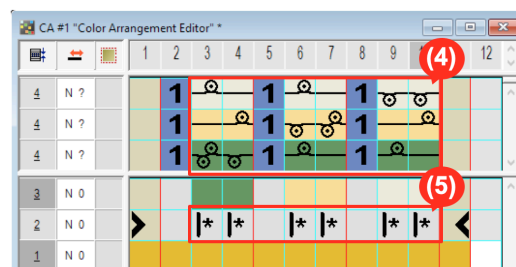 CA #1 "Color Arrangement Editor" *
1 2 3 4 5 6 7 8 9 12
(4)
4 N ? 1 1 1
4 N ? 1 1 1
4 N ? 1 1 1
(5)
3 N 0
2 N 0 |* |* |* |* |* |*
1 N 0